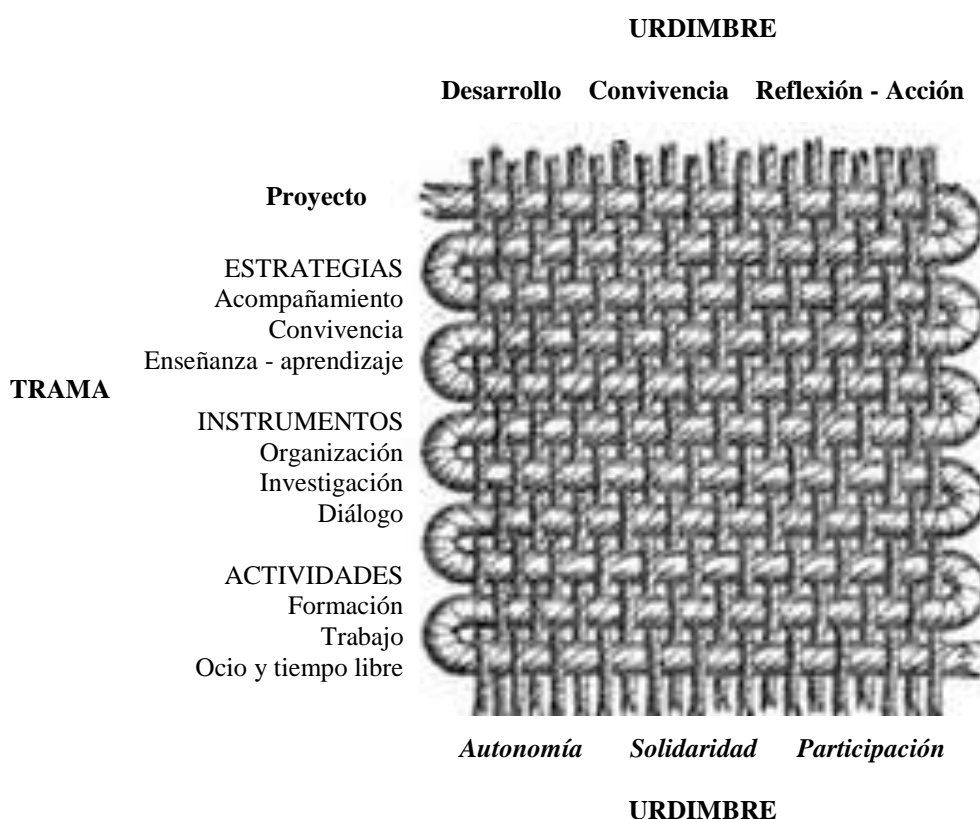 URDIMBRE
Desarrollo Convivencia Reflexión - Acción
Proyecto
ESTRATEGIAS
Acompañamiento
Convivencia
Enseñanza - aprendizaje
TRAMA
INSTRUMENTOS
Organización
Investigación
Diálogo
ACTIVIDADES
Formación
Trabajo
Ocio y tiempo libre
Autonomía Solidaridad Participación
URDIMBRE